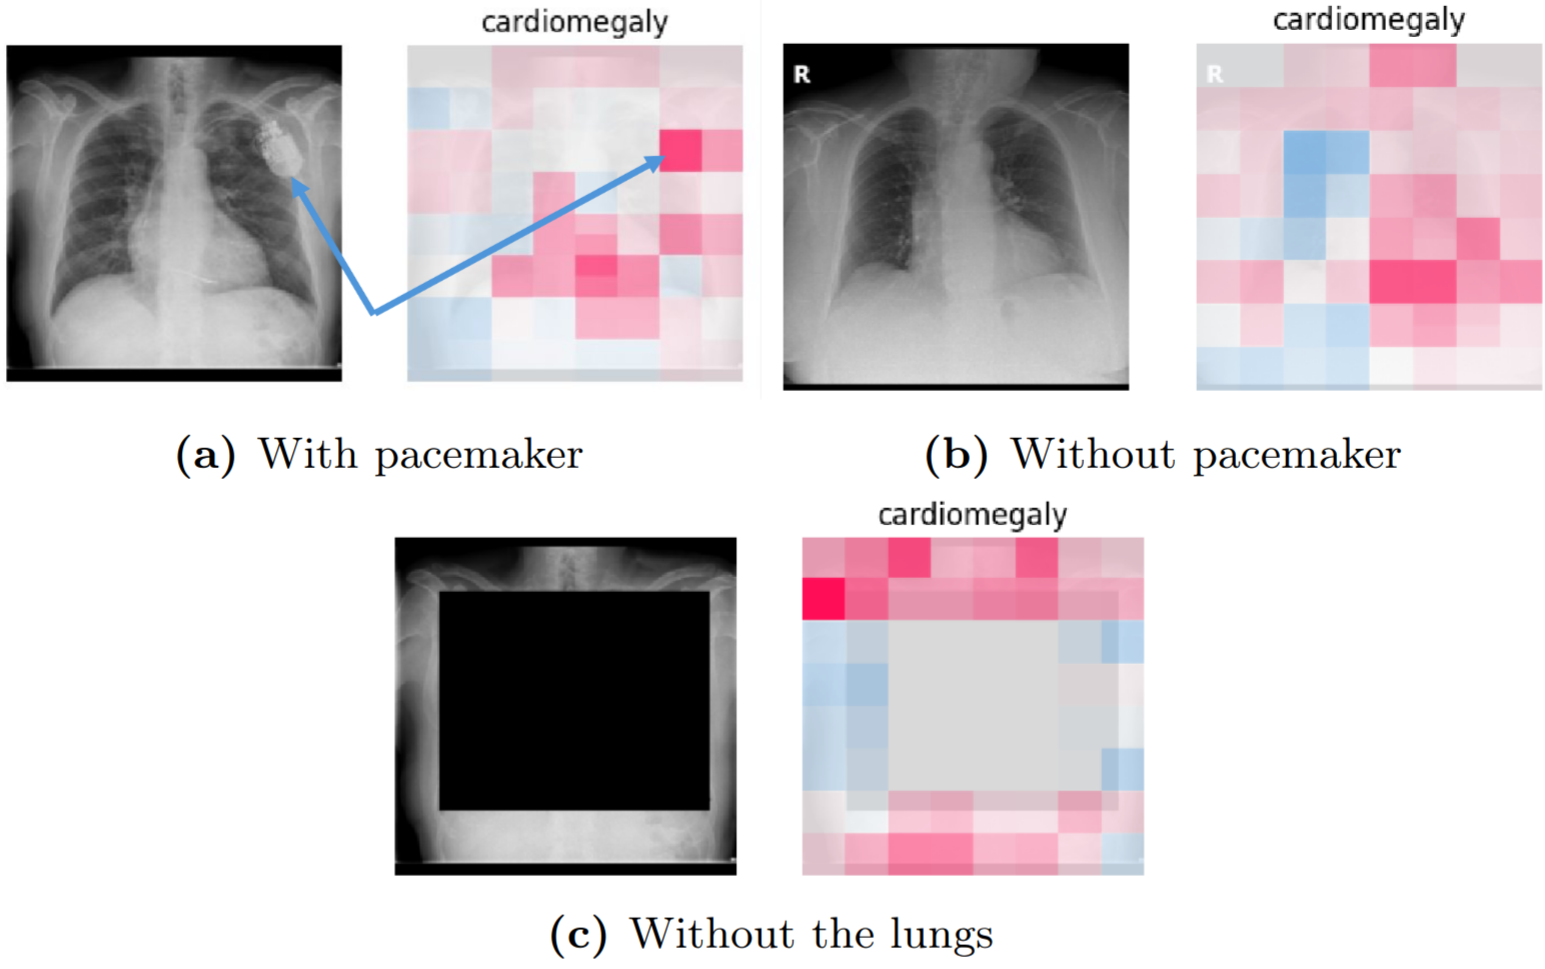 cardiomegaly
cardiomegaly
R
R
(a) With pacemaker
(b) Without pacemaker
cardiomegaly
(c) Without the lungs